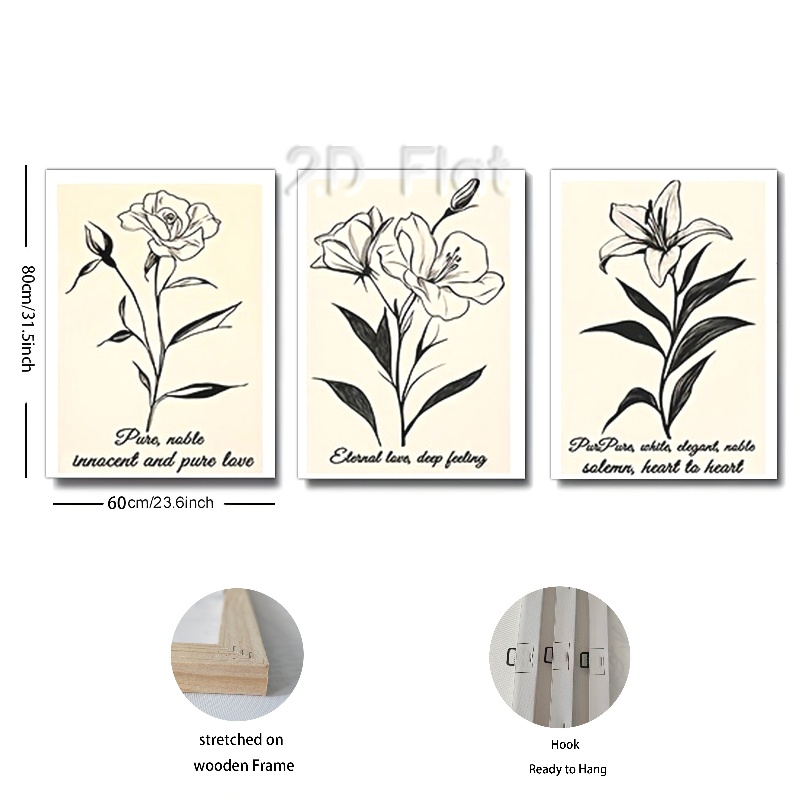 2D Flat
80cm/31.5inch
Pure, noble
innocent and pure love
Eternal love, deep feeling
PurPure, white, elegant, noble
solemn, heart to heart
60cm/23.6inch
stretched on
wooden Frame
Hook
Ready to Hang